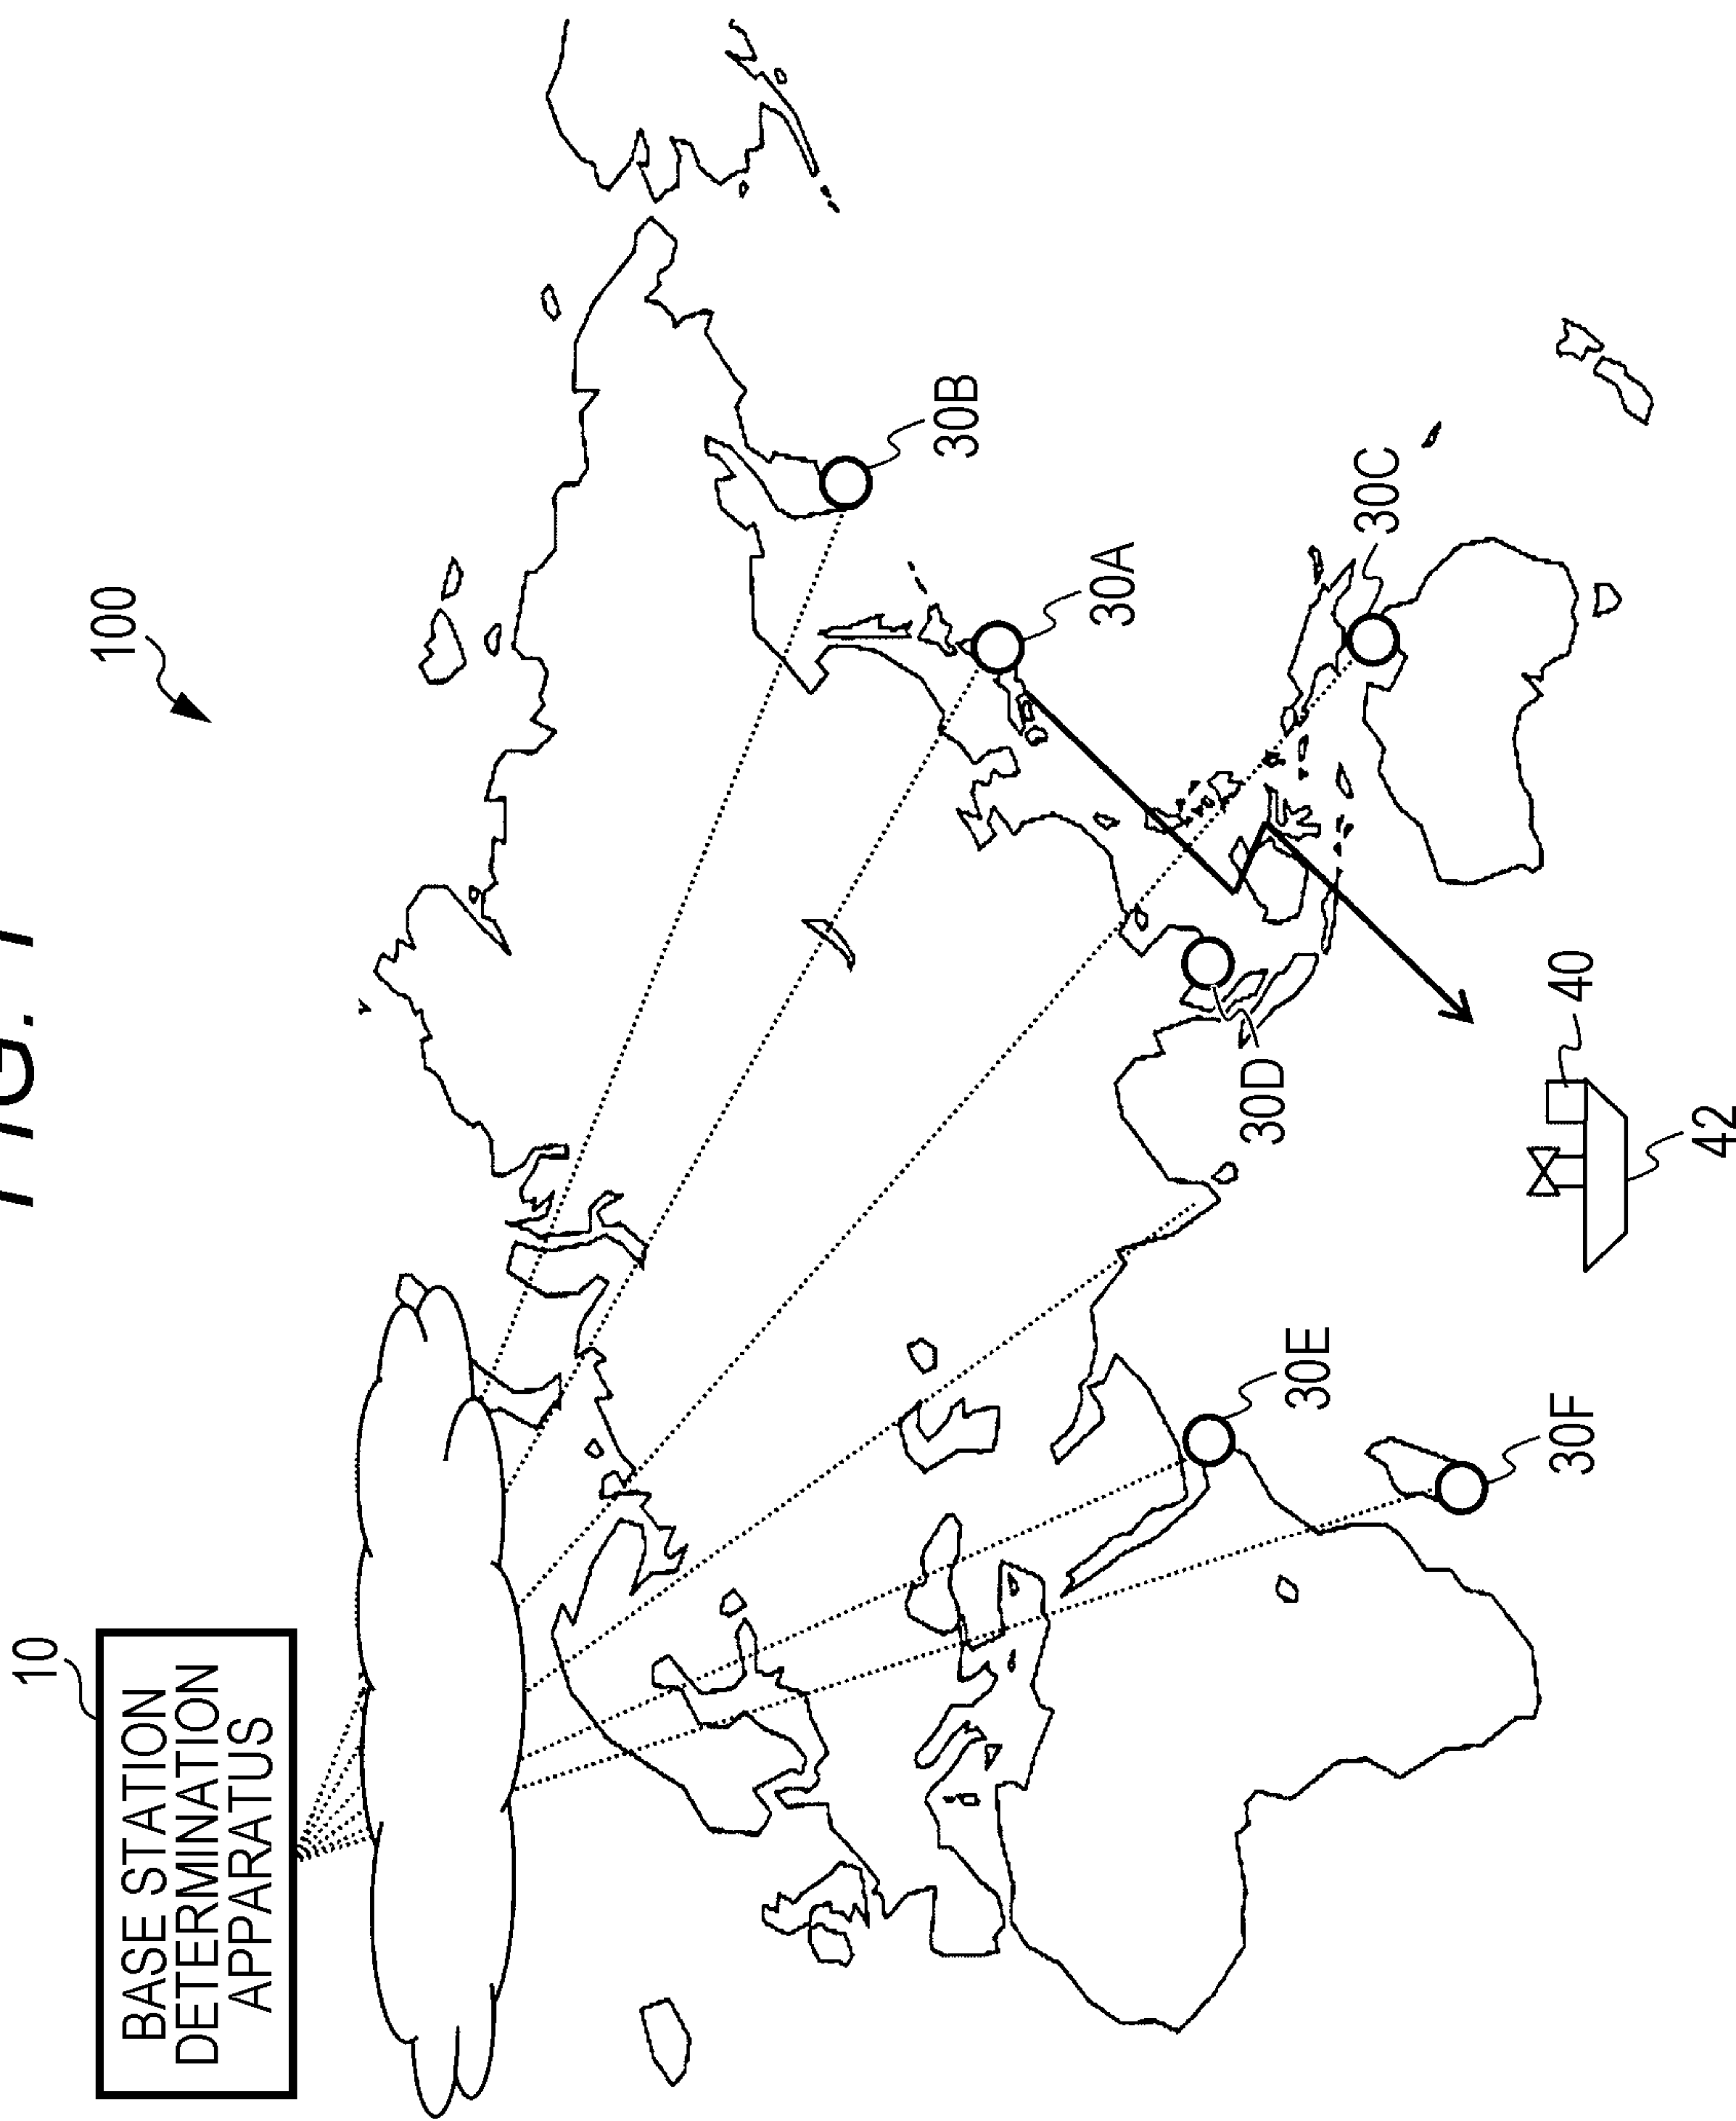 FIG. 1
100
10
BASE STATION
DETERMINATION
APPARATUS
30B
30A
30C
30D
40
42
30E
30F